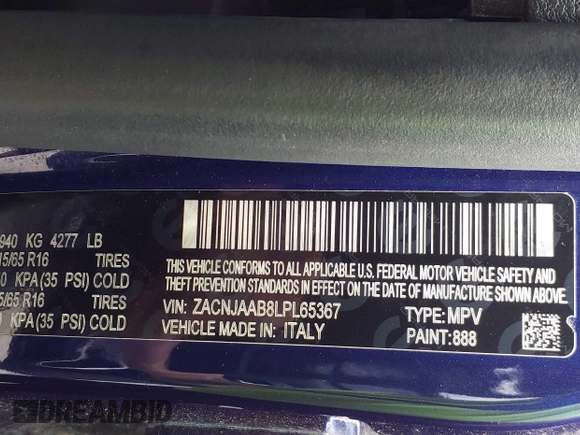 940 KG 4277 LB
15/65 R16 TIRES
0 KPA(35 PSI) COLD
5/65 R16 TIRES
KPA(35 PSI) COLD
THIS VEHICLE CONFORMS TO ALL APPLICABLE U.S. FEDERAL MOTOR VEHICLE SAFETY AND
THEFT PREVENTION STANDARDS IN EFFECT ON THE DATE OF MANUFACTURE SHOWN ABOVE.
VIN: ZACNJAAB8LPL65367 TYPE: MPV
VEHICLE MADE IN: ITALY PAINT: 888
DREAMBID